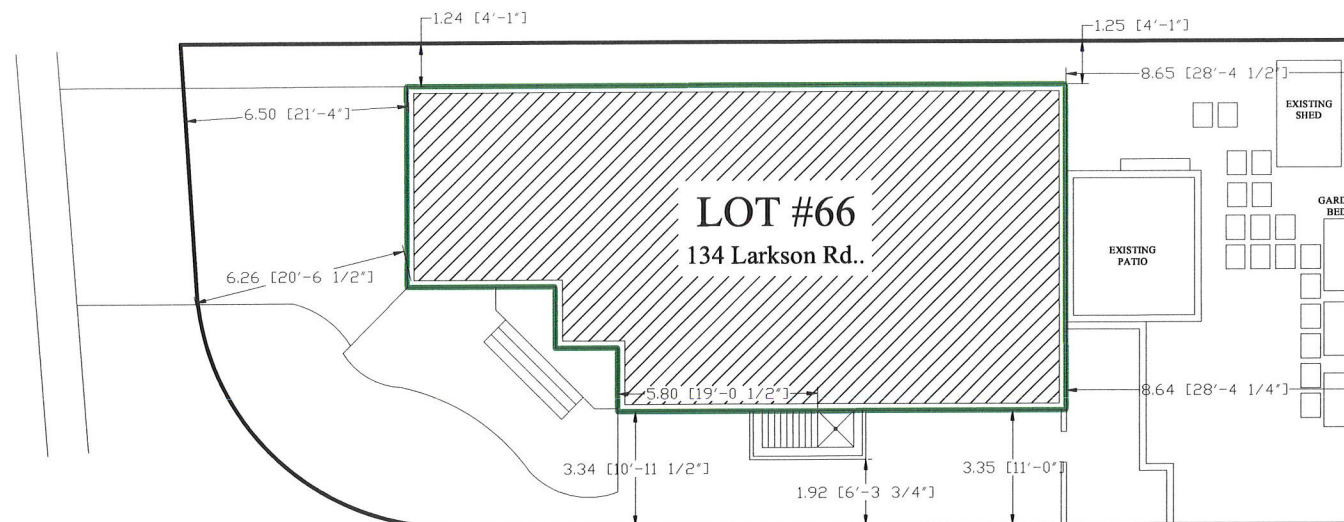 1.24 [4'-1"]
1.25 [4'-1"]
8.65 [28'-4 1/2"]
6.50 [21'-4"]
EXISTING
SHED
LOT #66
134 Larkson Rd..
GARD
BED
EXISTING
PATIO
6.26 [20'-6 1/2"]
5.80 [19'-0 1/2"]
8.64 [28'-4 1/4"]
3.34 [10'-11 1/2"]
3.35 [11'-0"]
1.92 [6'-3 3/4"]